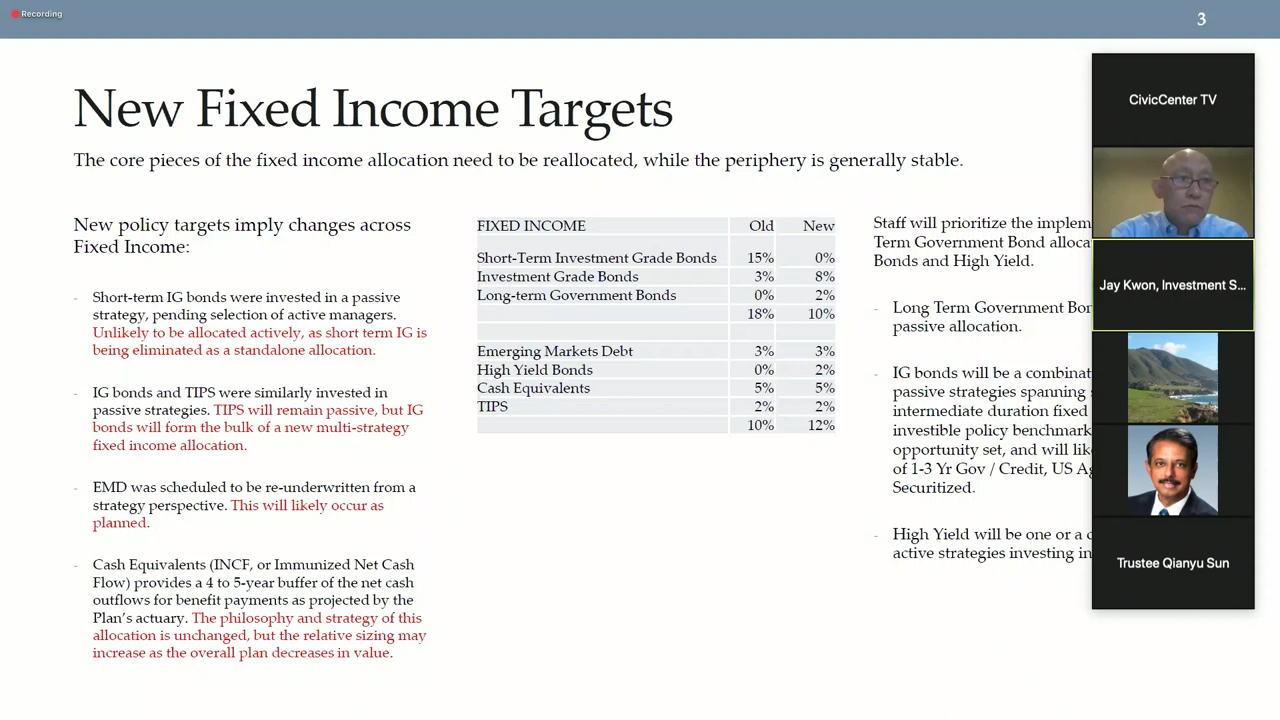 Recording
3
New Fixed Income Targets
The core pieces of the fixed income allocation need to be reallocated, while the periphery is generally stable.
New policy targets imply changes across
Fixed Income:
- Short-term IG bonds were invested in a passive
strategy, pending selection of active managers.
Unlikely to be allocated actively, as short term IG is
being eliminated as a standalone allocation.
- IG bonds and TIPS were similarly invested in
passive strategies. TIPS will remain passive, but IG
bonds will form the bulk of a new multi-strategy
fixed income allocation.
- EMD was scheduled to be re-underwritten from a
strategy perspective. This will likely occur as
planned.
- Cash Equivalents (INCF, or Immunized Net Cash
Flow) provides a 4 to 5-year buffer of the net cash
outflows for benefit payments as projected by the
Plan's actuary. The philosophy and strategy of this
allocation is unchanged, but the relative sizing may
increase as the overall plan decreases in value.
FIXED INCOME Old New
Short-Term Investment Grade Bonds 15% 0%
Investment Grade Bonds 3% 8%
Long-term Government Bonds 0% 2%
18% 10%
Emerging Markets Debt 3% 3%
High Yield Bonds 0% 2%
Cash Equivalents 5% 5%
TIPS 2% 2%
10% 12%
Staff will prioritize the implem
Term Government Bond alloca
Bonds and High Yield.
- Long Term Government Bon
passive allocation.
- IG bonds will be a combinat
passive strategies spanning
intermediate duration fixed
investible policy benchmark
opportunity set, and will lik
of 1-3 Yr Gov / Credit, US Ag
Securitized.
- High Yield will be one or a c
active strategies investing in
CivicCenter TV
Jay Kwon, Investment S...
Trustee Qianyu Sun